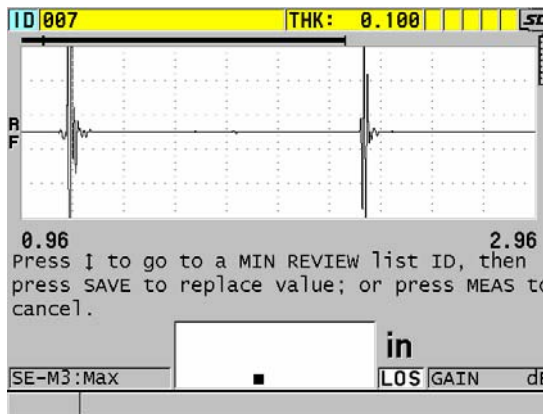 ID 007 THK: 0.100
RF
0.96 2.96
Press ↕ to go to a MIN REVIEW list ID, then
press SAVE to replace value; or press MEAS to
cancel.
in
SE-M3:Max LOS GAIN